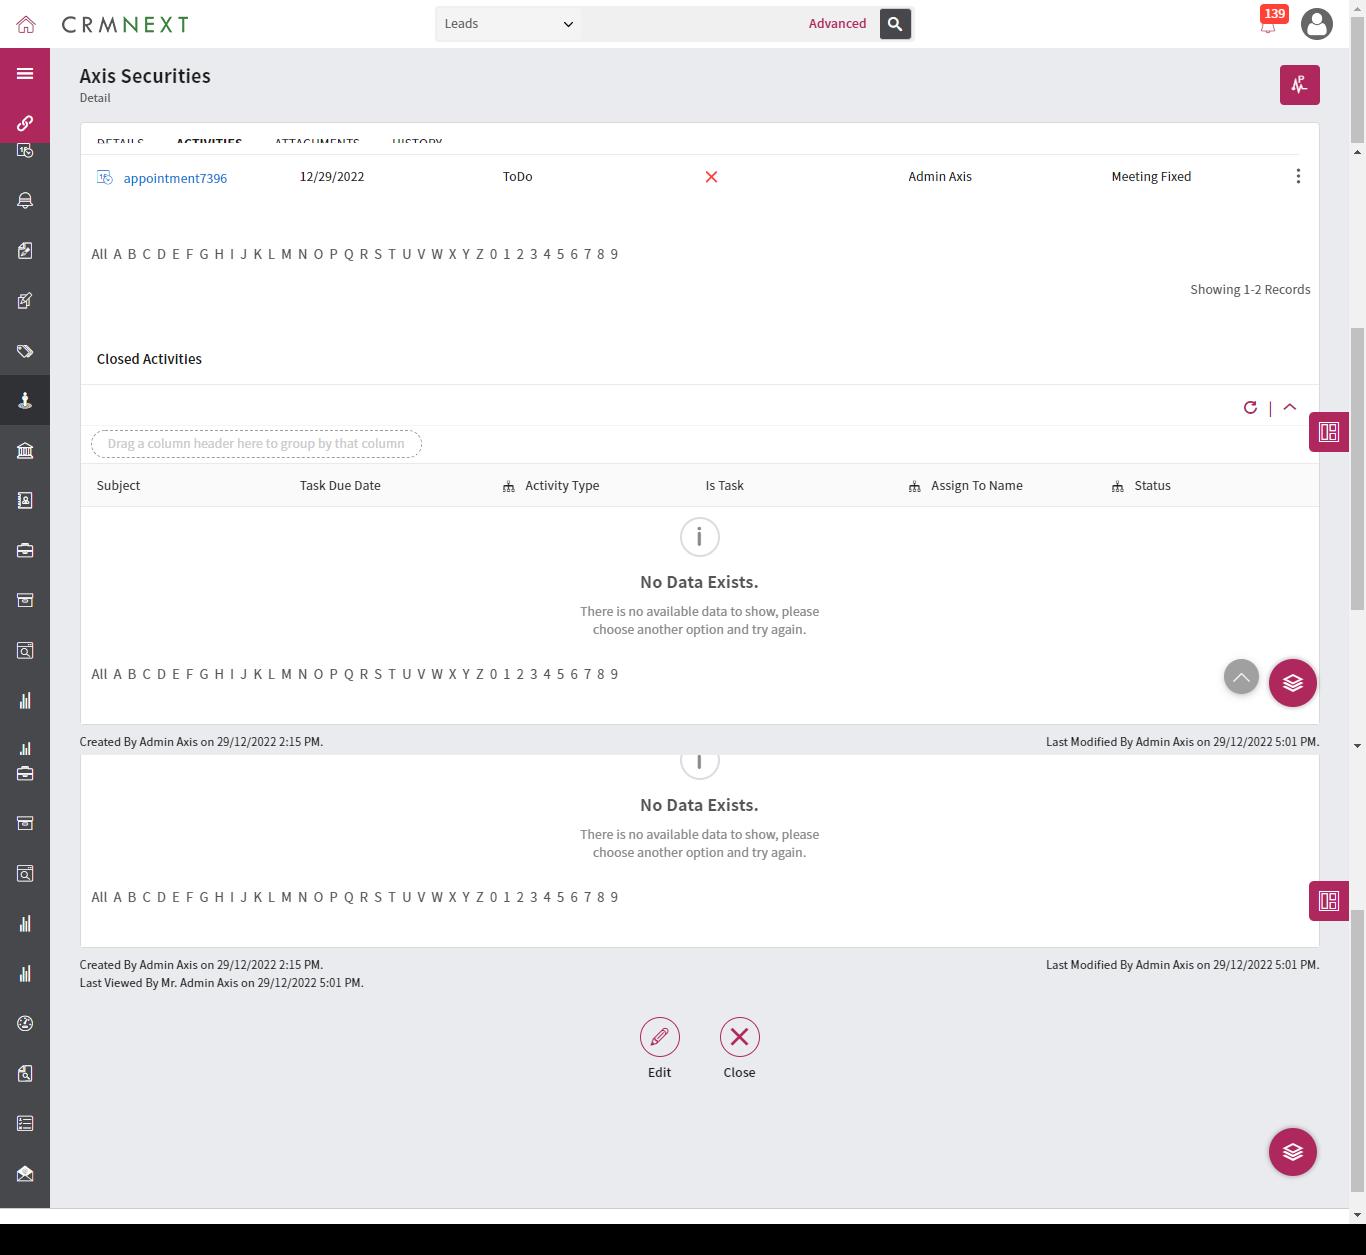 CRMNEXT
Leads
Advanced
139
Axis Securities
Detail
DETAILS ACTIVITIES ATTACHMENTS HISTORY
appointment7396 12/29/2022 ToDo Admin Axis Meeting Fixed
All A B C D E F G H I J K L M N O P Q R S T U V W X Y Z 0 1 2 3 4 5 6 7 8 9
Showing 1-2 Records
Closed Activities
Drag a column header here to group by that column
Subject Task Due Date Activity Type Is Task Assign To Name Status
No Data Exists.
There is no available data to show, please
choose another option and try again.
All A B C D E F G H I J K L M N O P Q R S T U V W X Y Z 0 1 2 3 4 5 6 7 8 9
Created By Admin Axis on 29/12/2022 2:15 PM. Last Modified By Admin Axis on 29/12/2022 5:01 PM.
No Data Exists.
There is no available data to show, please
choose another option and try again.
All A B C D E F G H I J K L M N O P Q R S T U V W X Y Z 0 1 2 3 4 5 6 7 8 9
Created By Admin Axis on 29/12/2022 2:15 PM. Last Modified By Admin Axis on 29/12/2022 5:01 PM.
Last Viewed By Mr. Admin Axis on 29/12/2022 5:01 PM.
Edit Close